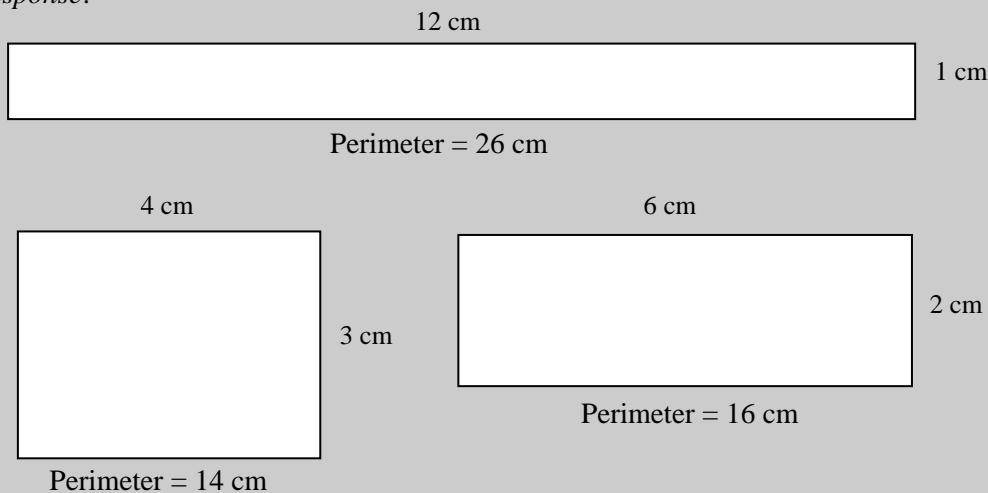 12 cm
1 cm
Perimeter = 26 cm
4 cm
6 cm
3 cm
2 cm
Perimeter = 16 cm
Perimeter = 14 cm